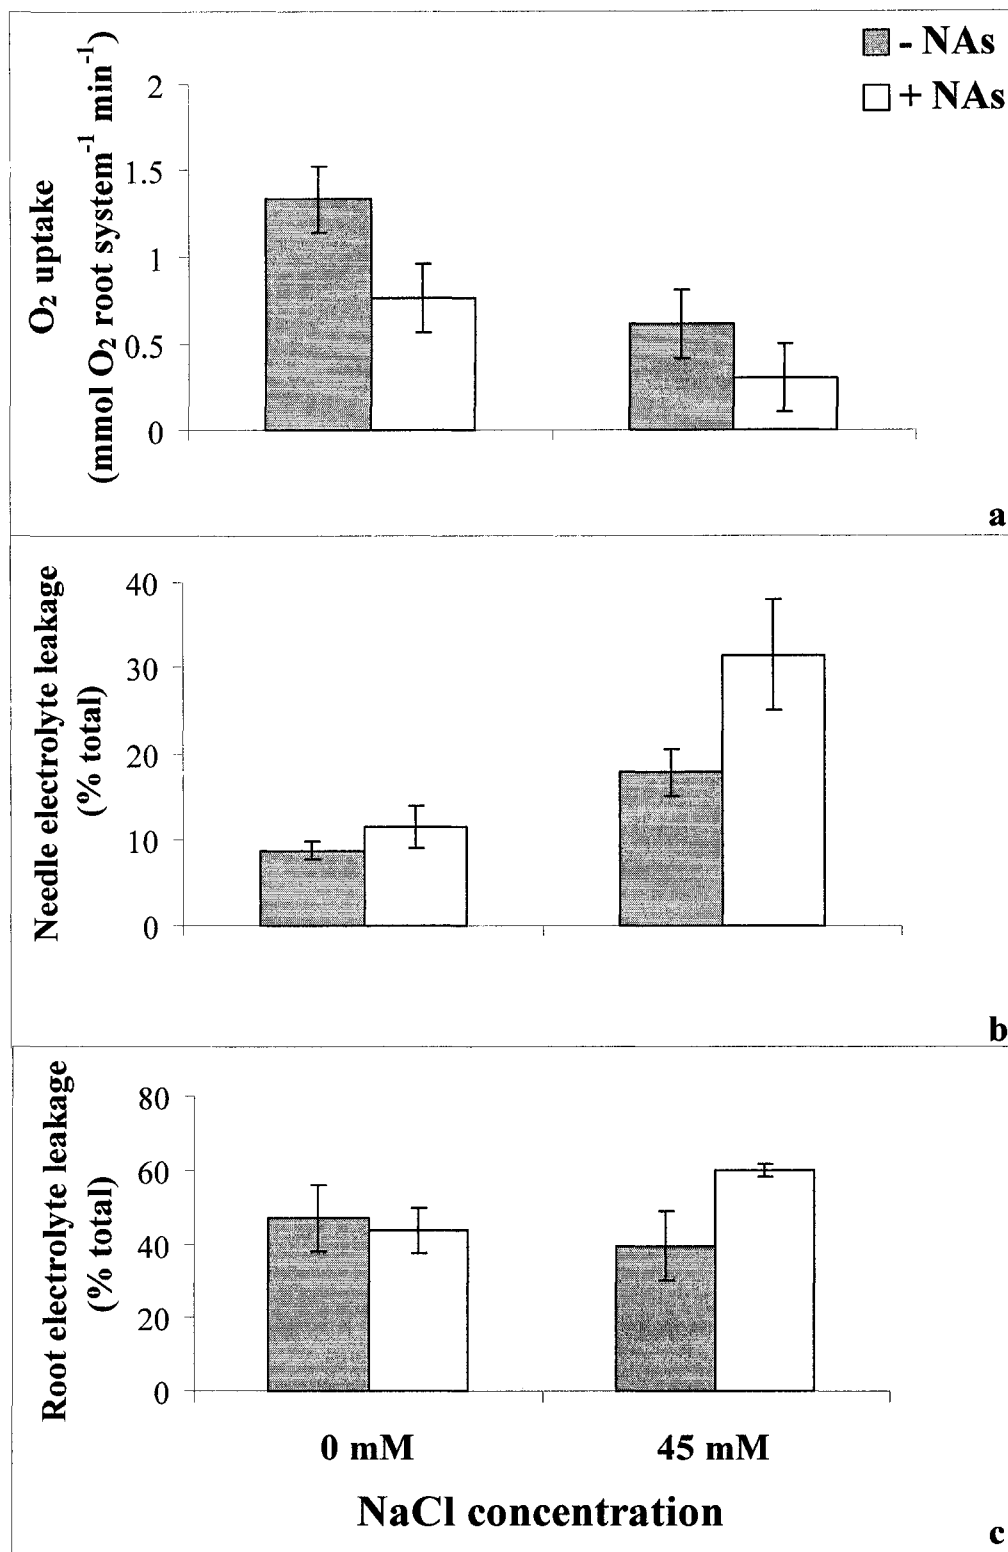 - NAs
+ NAs
O₂ uptake
(mmol O₂ root system⁻¹ min⁻¹)
2
1.5
1
0.5
0
a
Needle electrolyte leakage
(% total)
40
30
20
10
0
b
Root electrolyte leakage
(% total)
80
60
40
20
0
0 mM
45 mM
NaCl concentration
c